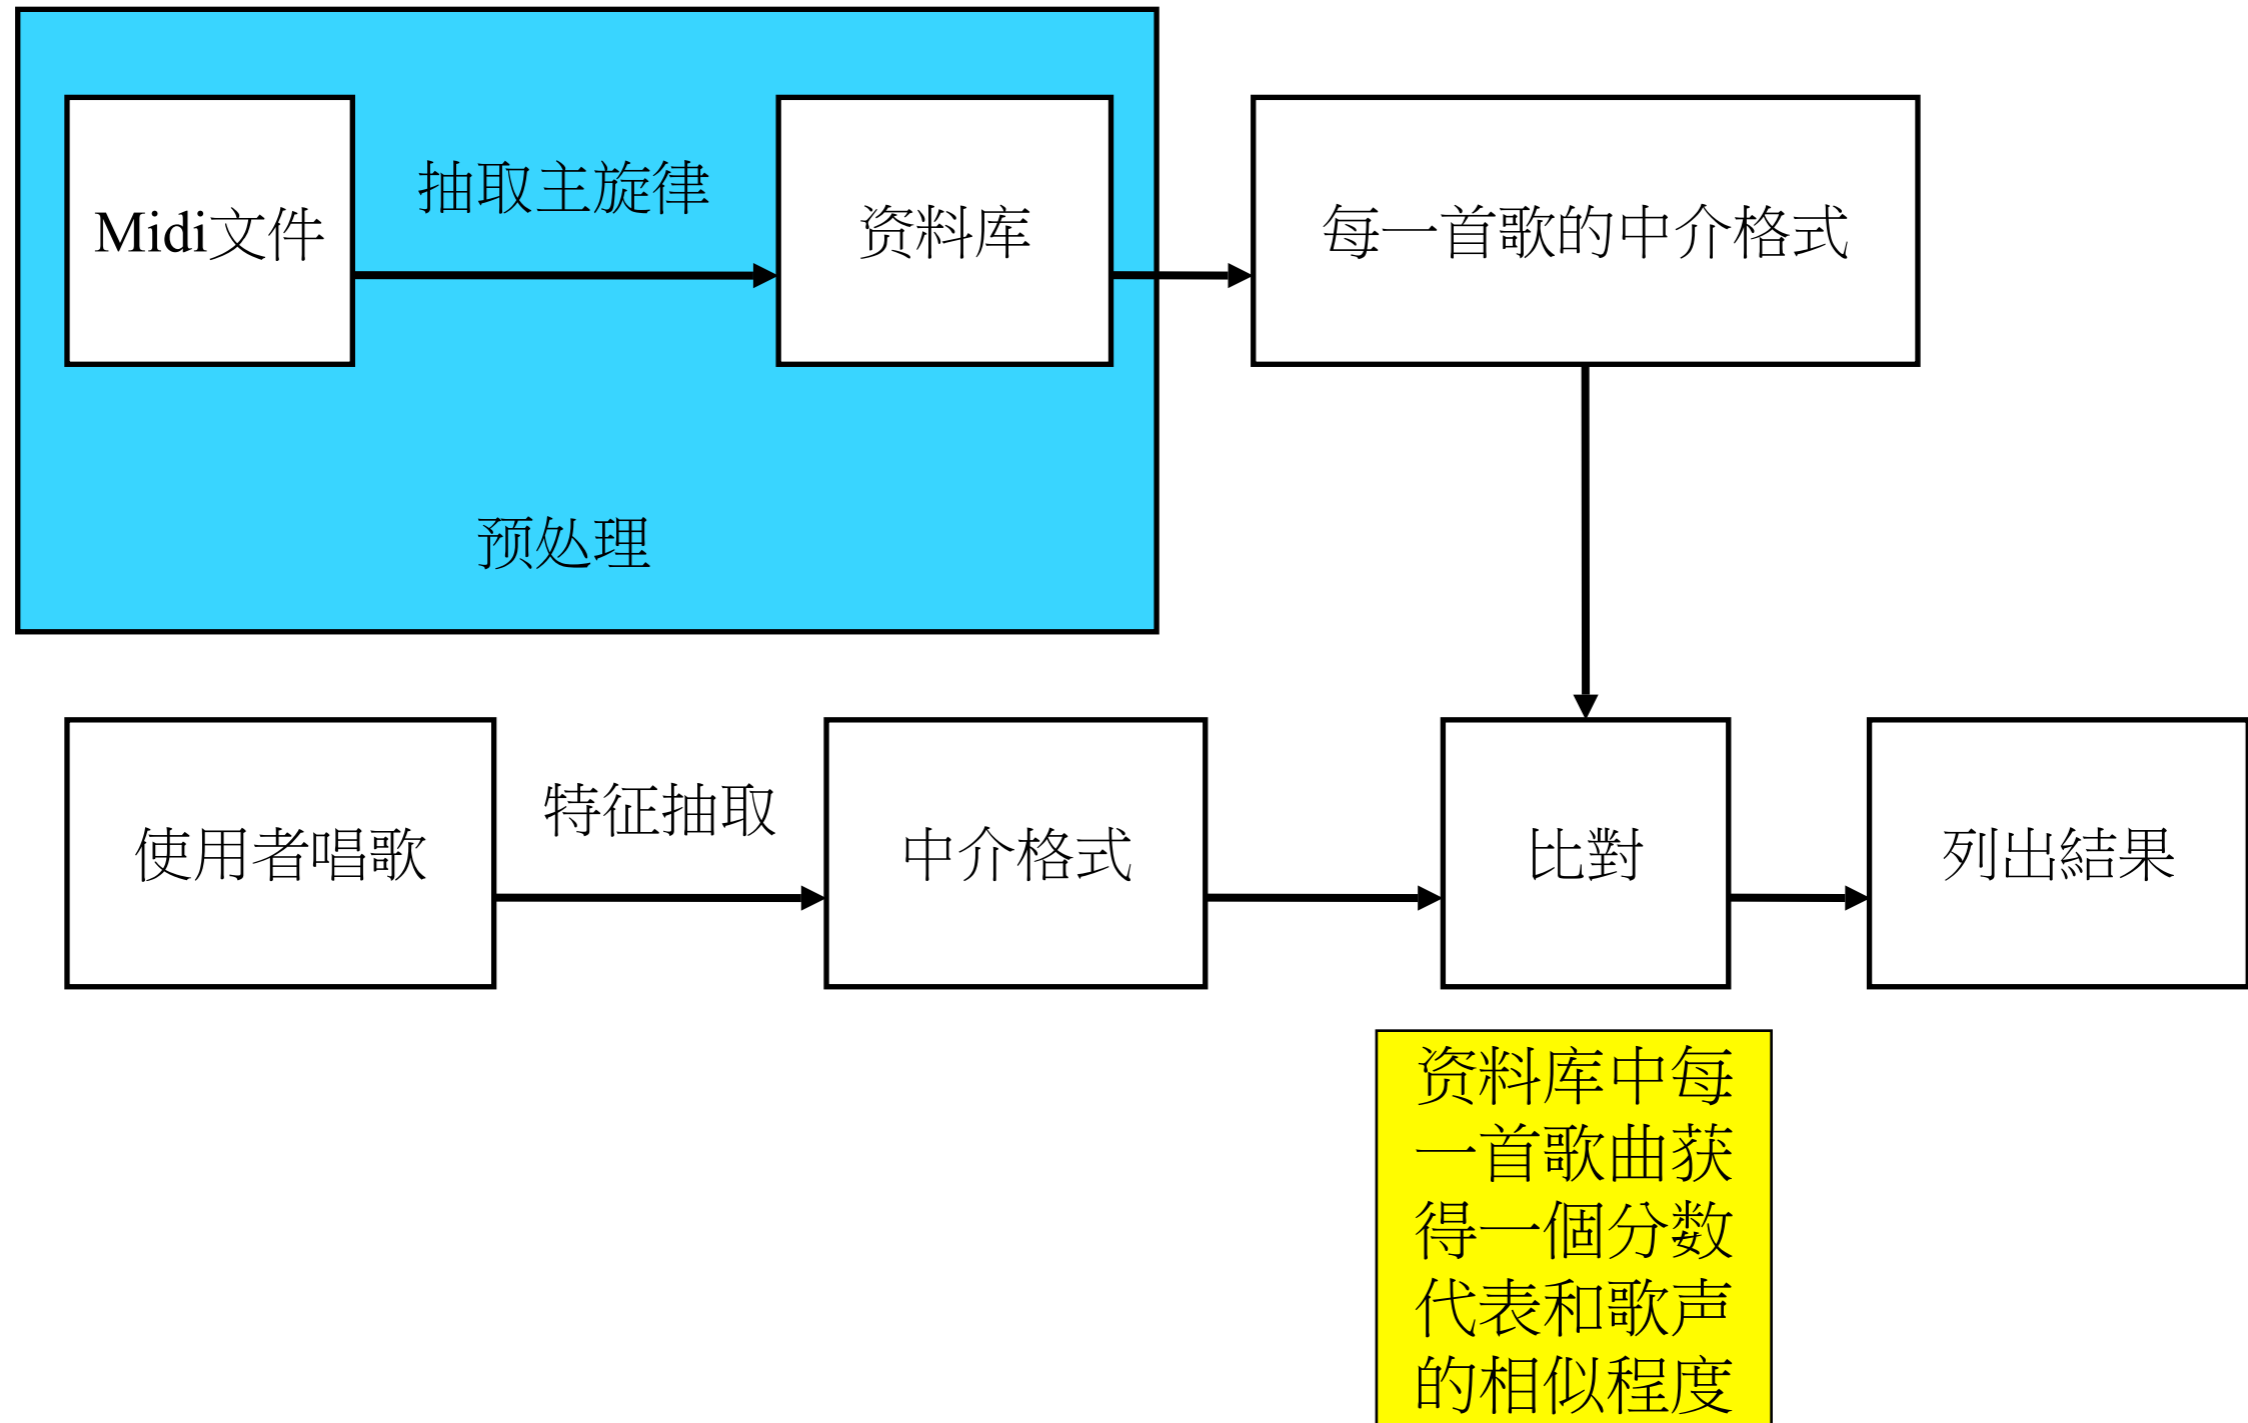 抽取主旋律
Midi文件
资料库
每一首歌的中介格式
预处理
特征抽取
使用者唱歌
中介格式
比對
列出結果
资料库中每
一首歌曲获
得一個分数
代表和歌声
的相似程度